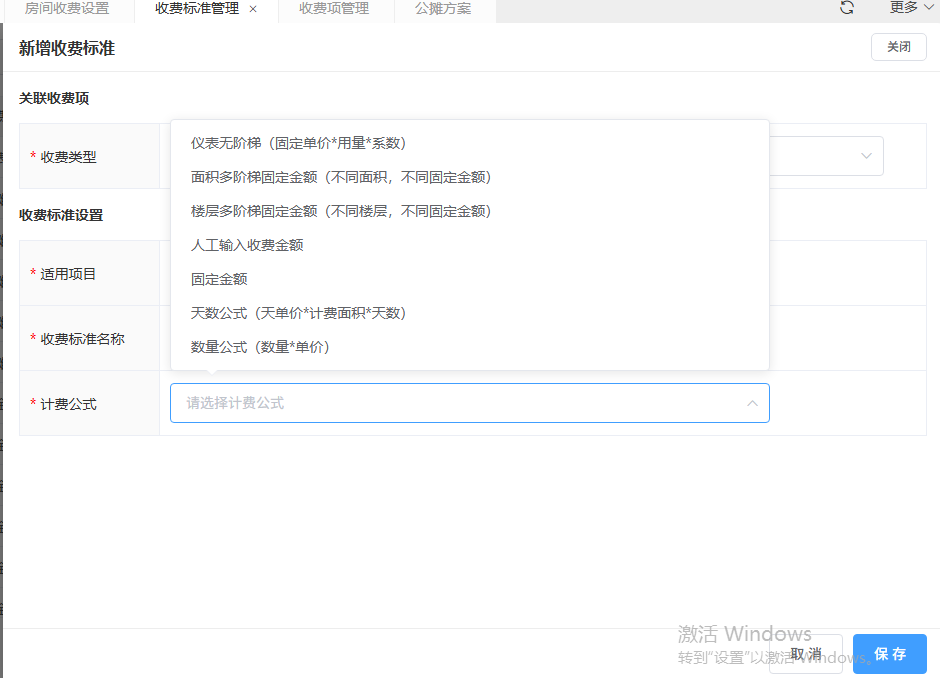 房间收费设置 收费标准管理 × 收费项管理 公摊方案 更多
新增收费标准 关闭
关联收费项
* 收费类型
仪表无阶梯（固定单价*用量*系数）
面积多阶梯固定金额（不同面积，不同固定金额）
收费标准设置
楼层多阶梯固定金额（不同楼层，不同固定金额）
人工输入收费金额
* 适用项目
固定金额
天数公式（天单价*计费面积*天数）
* 收费标准名称
数量公式（数量*单价）
* 计费公式 请选择计费公式
激活 Windows
转到“设置”以激活 Windows。
取消 保存